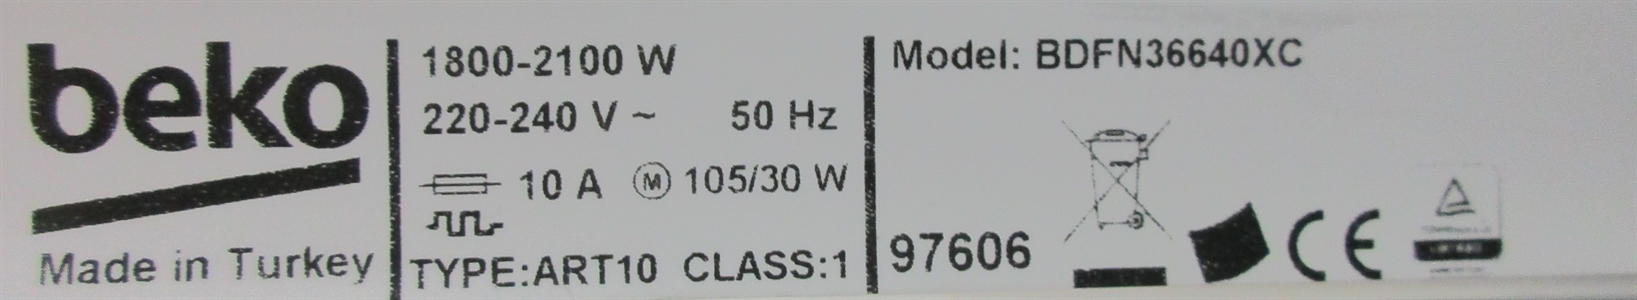 beko
Made in Turkey
1800-2100 W
220-240 V ~ 50 Hz
10 A M 105/30 W
TYPE:ART10 CLASS:1
Model: BDFN36640XC
97606
CE